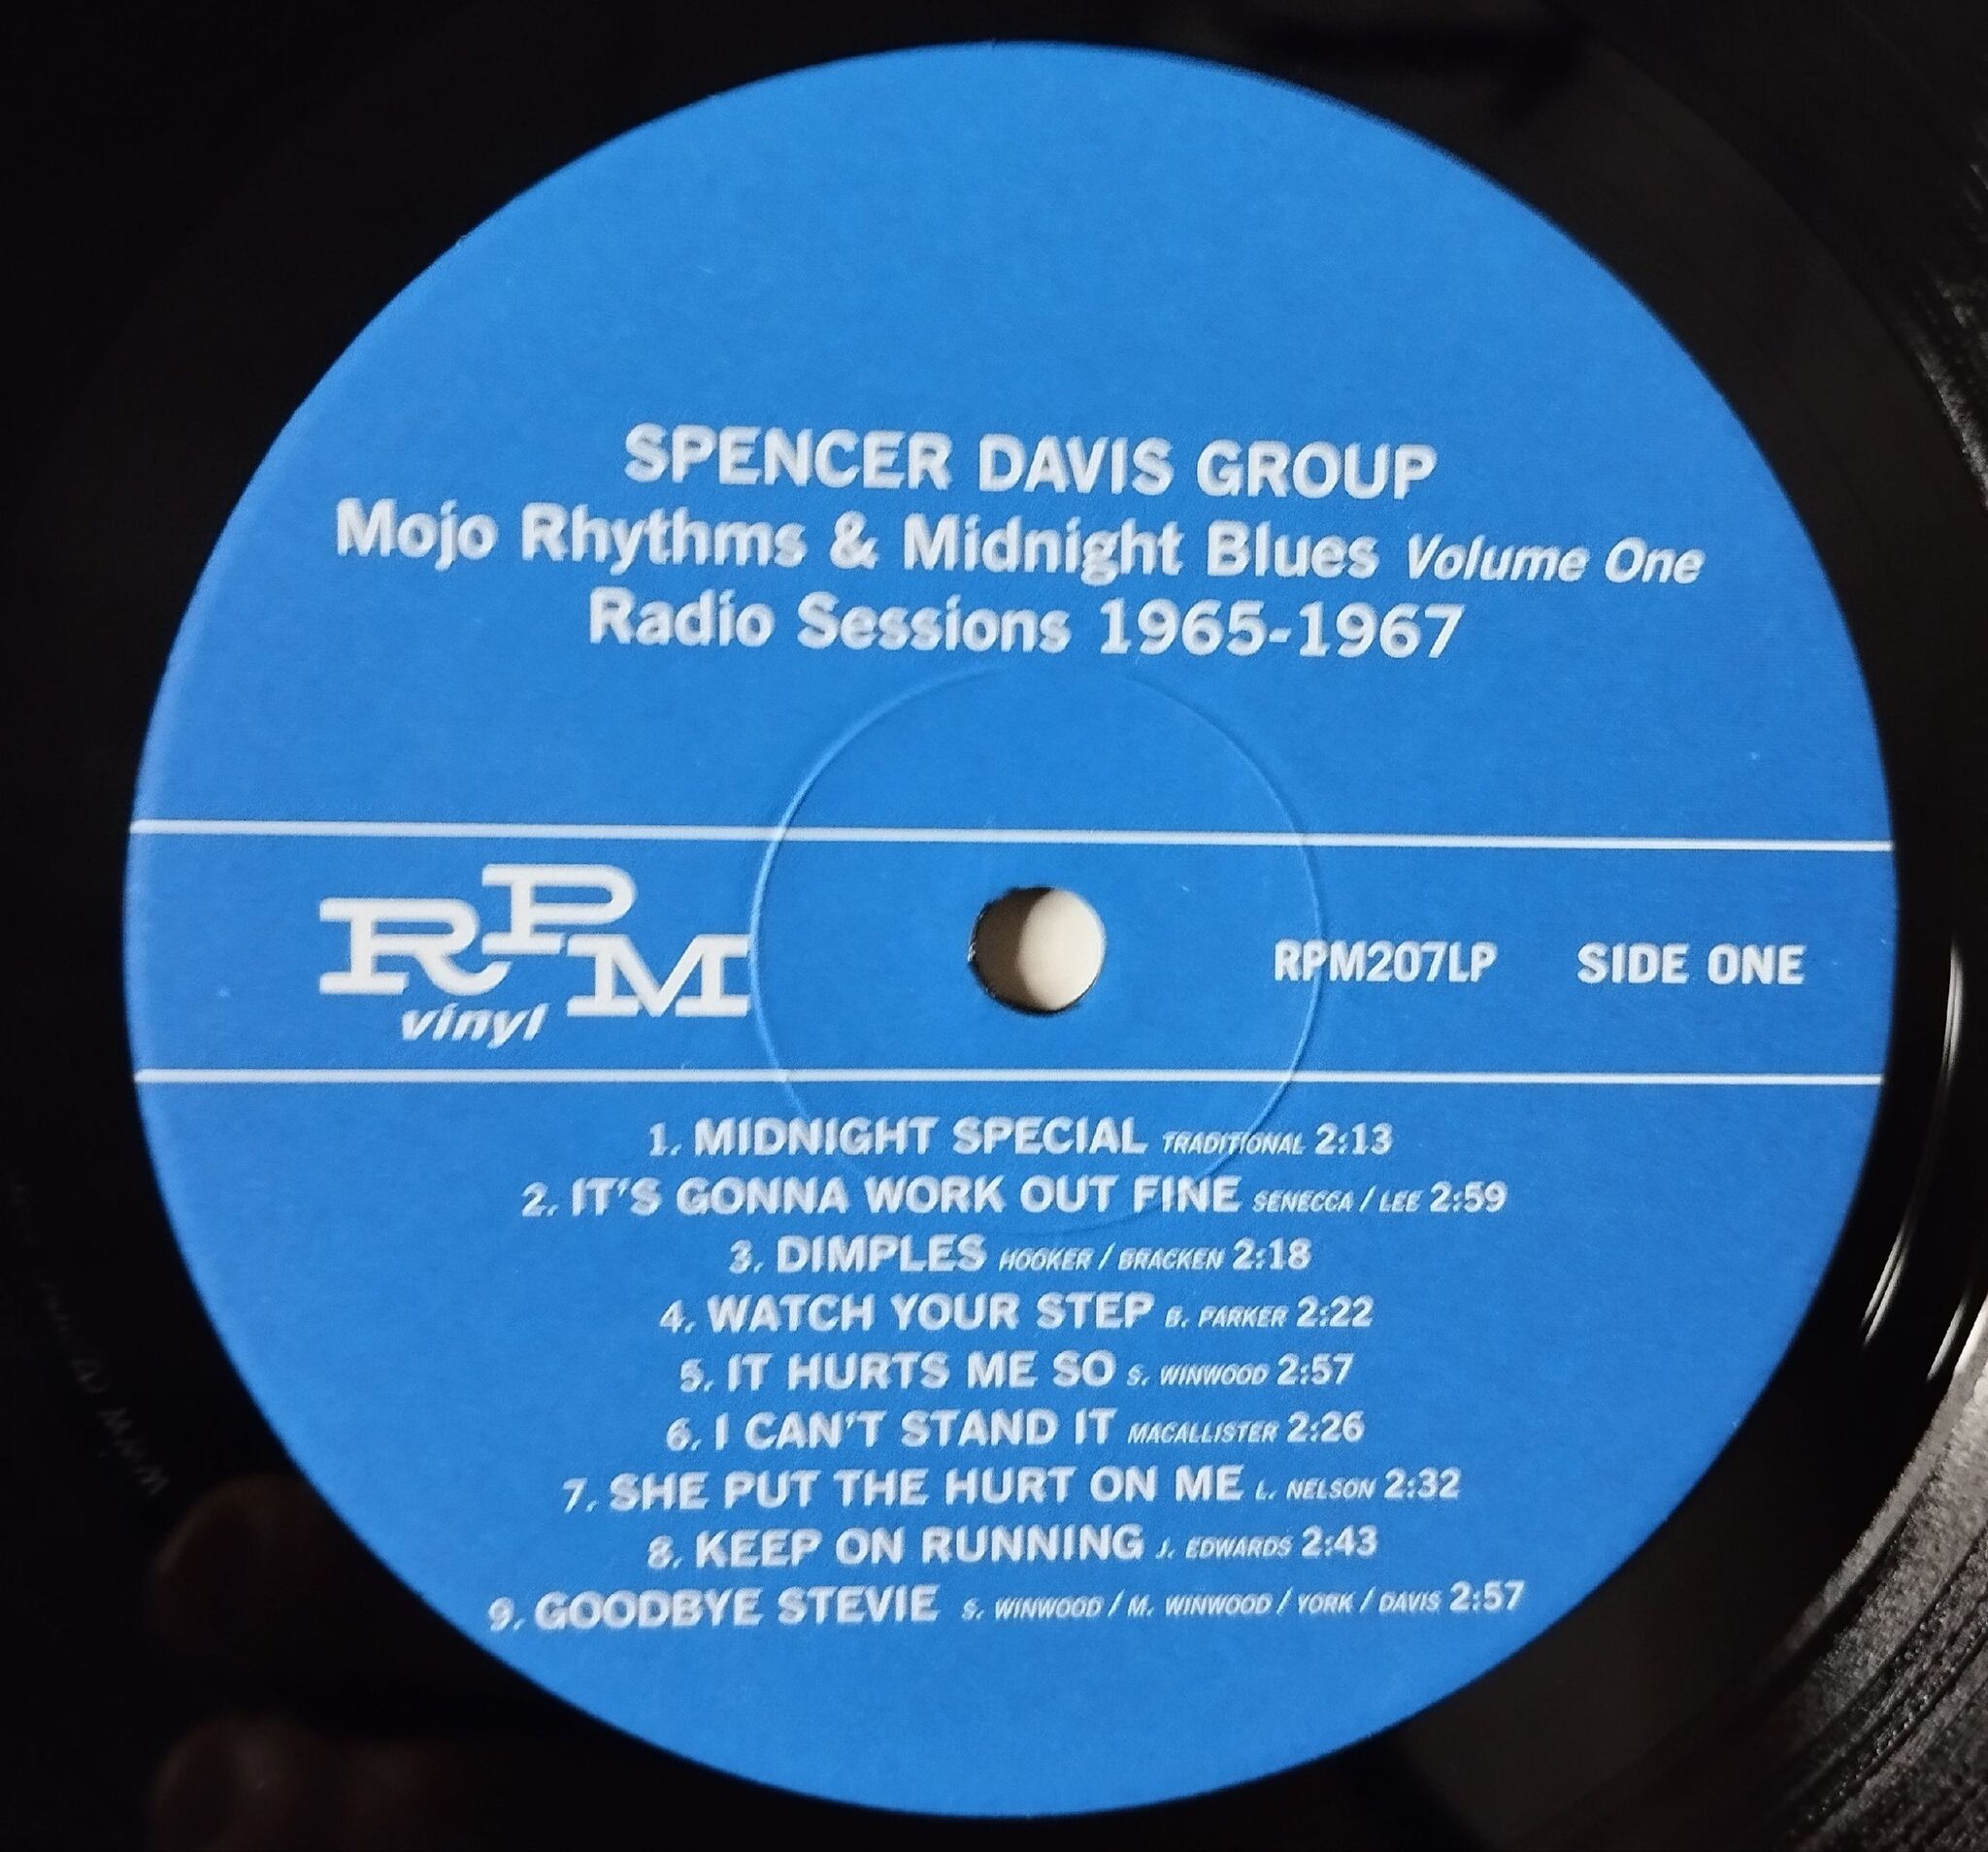 SPENCER DAVIS GROUP
Mojo Rhythms & Midnight Blues Volume One
Radio Sessions 1965-1967
RPM
vinyl
RPM207LP SIDE ONE
1. MIDNIGHT SPECIAL TRADITIONAL 2:13
2. IT'S GONNA WORK OUT FINE SENECCA / LEE 2:59
3. DIMPLES HOOKER / BRACKEN 2:18
4. WATCH YOUR STEP B. PARKER 2:22
5. IT HURTS ME SO S. WINWOOD 2:57
6. I CAN'T STAND IT MACALLISTER 2:26
7. SHE PUT THE HURT ON ME L. NELSON 2:32
8. KEEP ON RUNNING J. EDWARDS 2:43
9. GOODBYE STEVIE S. WINWOOD / M. WINWOOD / YORK / DAVIS 2:57